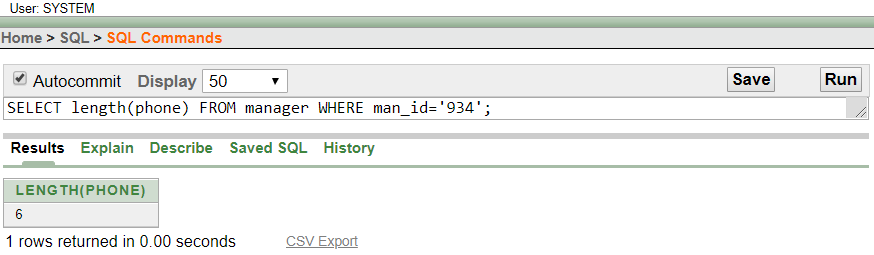 User: SYSTEM
Home > SQL > SQL Commands
Autocommit Display 50 Save Run
SELECT length(phone) FROM manager WHERE man_id='934';
Results Explain Describe Saved SQL History
LENGTH(PHONE)
6
1 rows returned in 0.00 seconds CSV Export